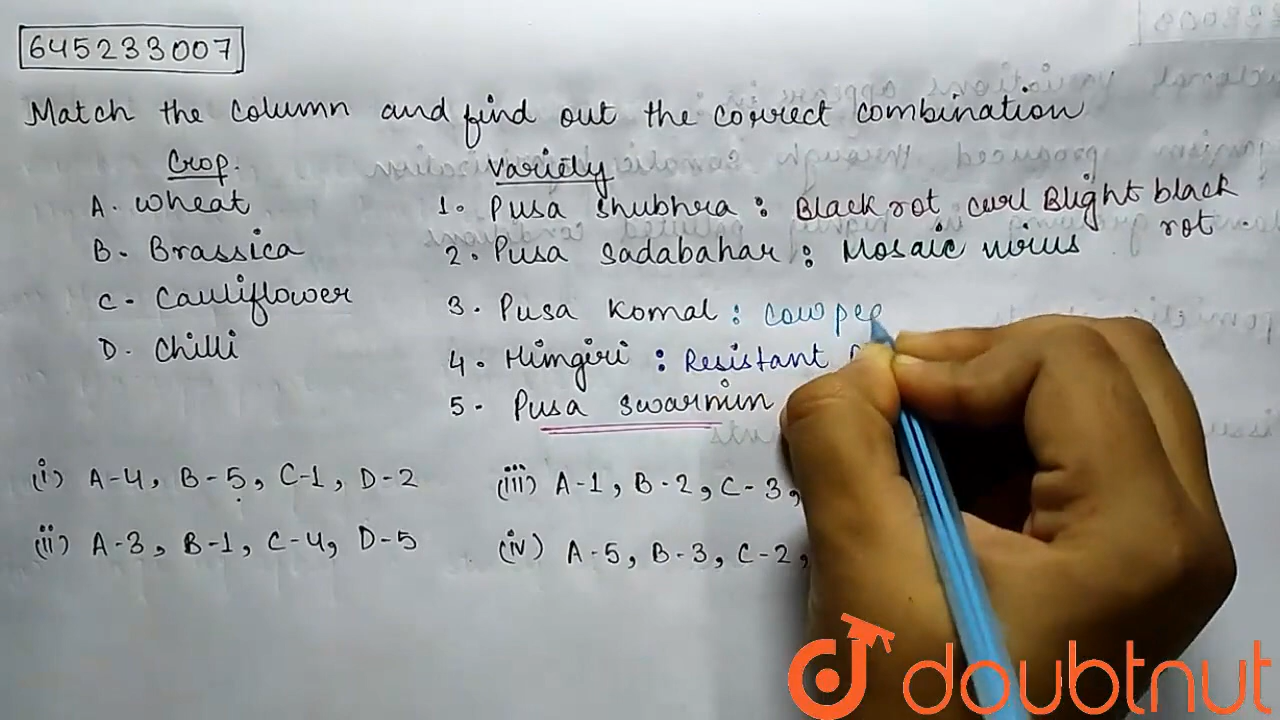 645233007
Match the Column and find out the correct combination
Crop.
Variety
A. Wheat
1. Pusa Shubhra : Black rot curl Blight black rot.
B. Brassica
2. Pusa Sadabahar : Mosaic virus
C- Cauliflower
3. Pusa Komal : Cowpe
D. Chilli
4. Himgiri : Resistant
5. Pusa Swarnim
(i) A-4, B-5, C-1, D-2
(iii) A-1, B-2, C-3,
(ii) A-3, B-1, C-4, D-5
(iv) A-5, B-3, C-2,
doubtnut